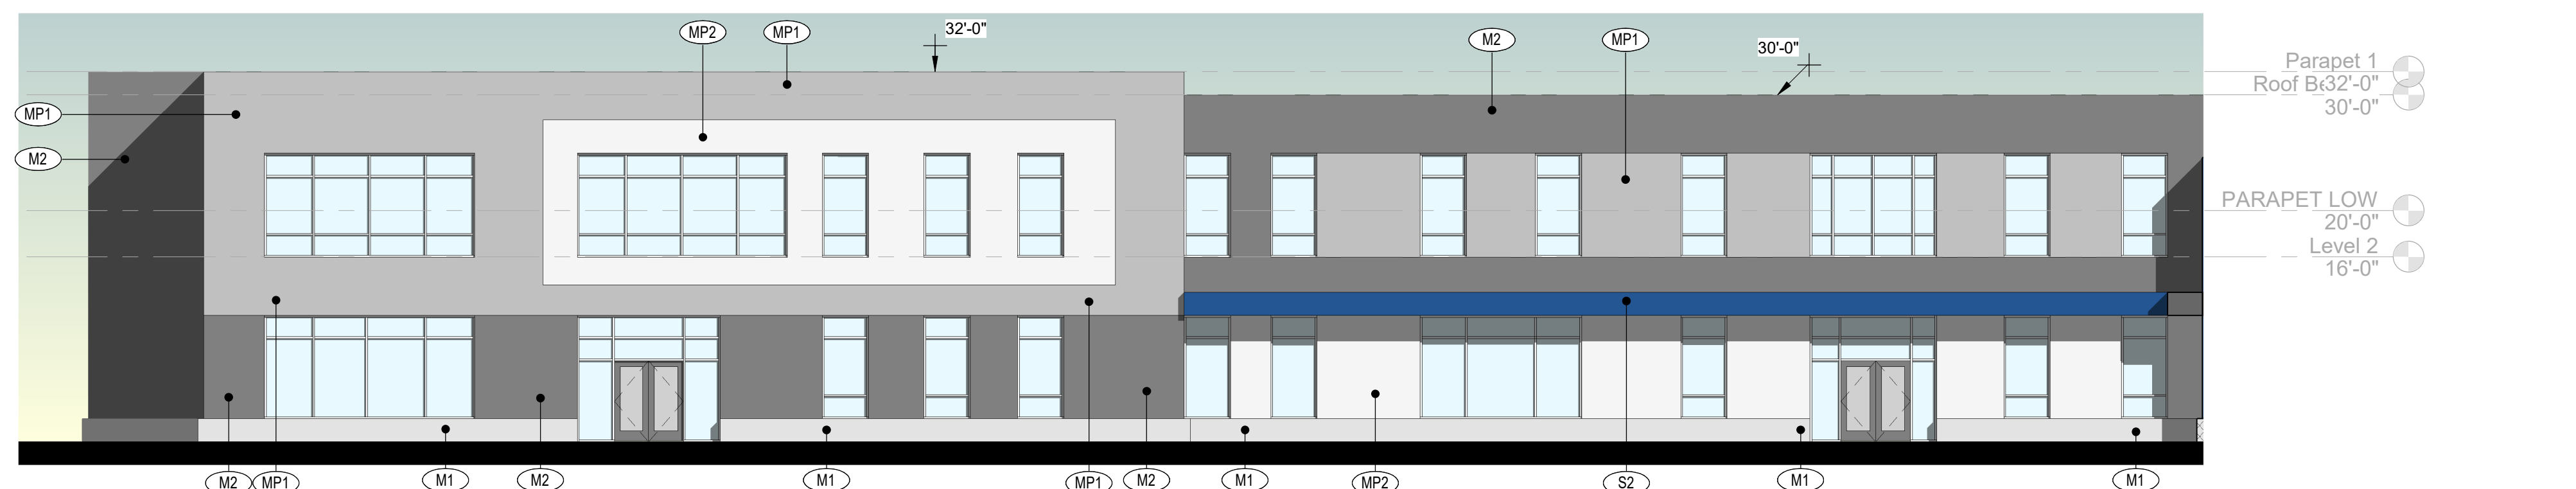 MP2
MP1
32'-0"
M2
MP1
30'-0"
Parapet 1
32'-0"
Roof
30'-0"
MP1
M2
PARAPET LOW
20'-0"
Level 2
16'-0"
M2
MP1
M1
M2
M1
MP1
M2
M1
MP2
S2
M1
M1